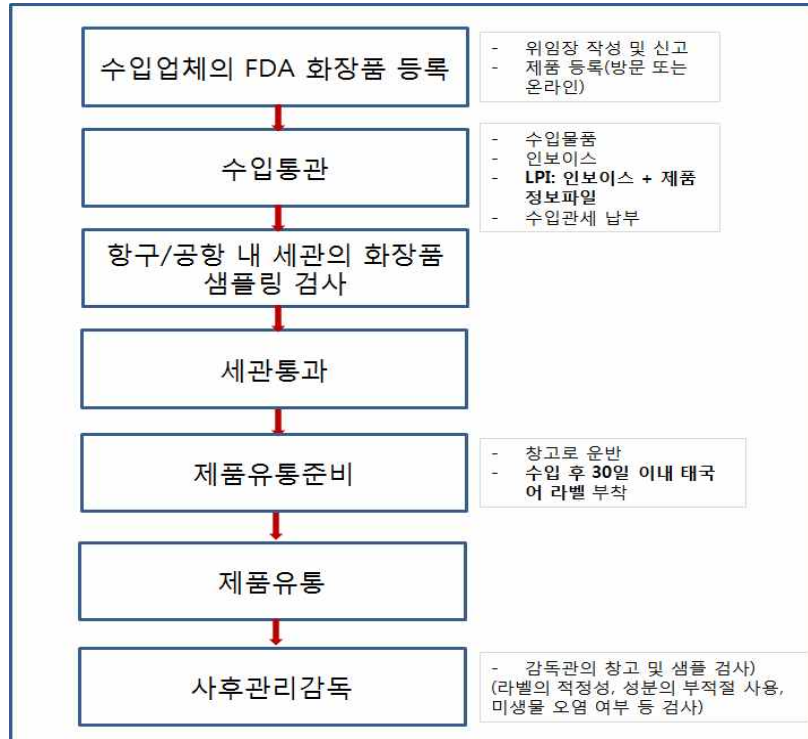 수입업체의 FDA 화장품 등록
- 위임장 작성 및 신고
- 제품 등록(방문 또는
온라인)
수입통관
- 수입물품
- 인보이스
- LPI: 인보이스 + 제품
정보파일
- 수입관세 납부
항구/공항 내 세관의 화장품
샘플링 검사
세관통과
제품유통준비
- 창고로 운반
- 수입 후 30일 이내 태국
어 라벨 부착
제품유통
사후관리감독
- 감독관의 창고 및 샘플 검사)
(라벨의 적정성, 성분의 부적절 사용,
미생물 오염 여부 등 검사)